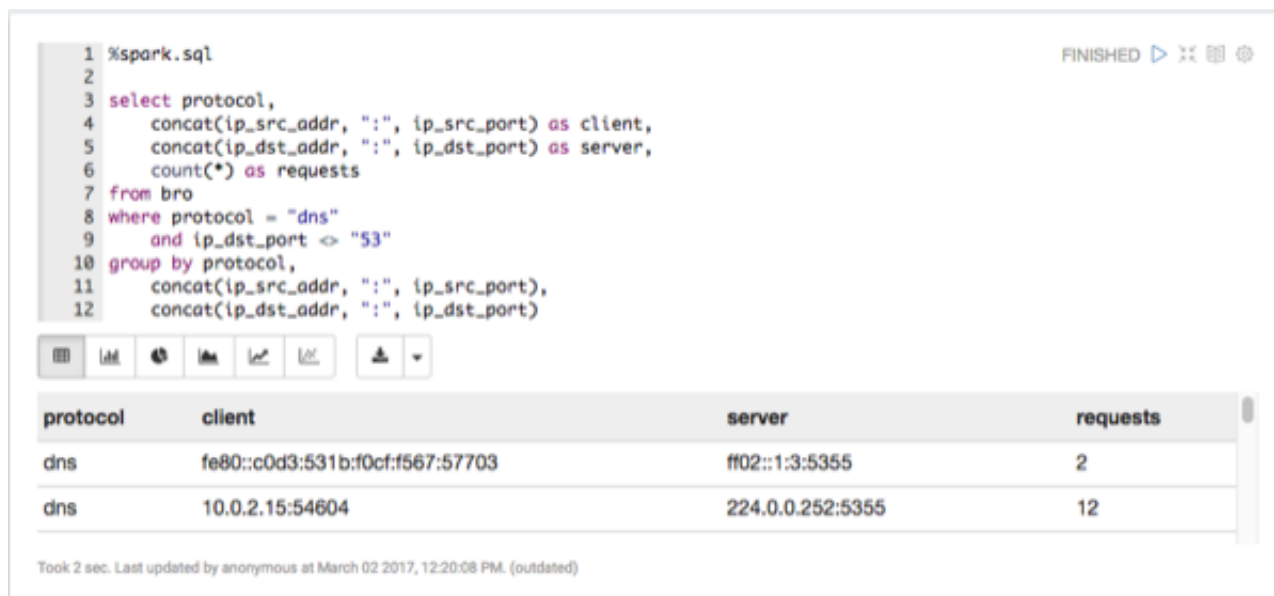 1 %spark.sql
FINISHED
2
3 select protocol,
4 concat(ip_src_addr, ":", ip_src_port) as client,
5 concat(ip_dst_addr, ":", ip_dst_port) as server,
6 count(*) as requests
7 from bro
8 where protocol = "dns"
9 and ip_dst_port <> "53"
10 group by protocol,
11 concat(ip_src_addr, ":", ip_src_port),
12 concat(ip_dst_addr, ":", ip_dst_port)
protocol client server requests
dns fe80::c0d3:531b:f0cf:f567:57703 ff02::1:3:5355 2
dns 10.0.2.15:54604 224.0.0.252:5355 12
Took 2 sec. Last updated by anonymous at March 02 2017, 12:20:08 PM. (outdated)